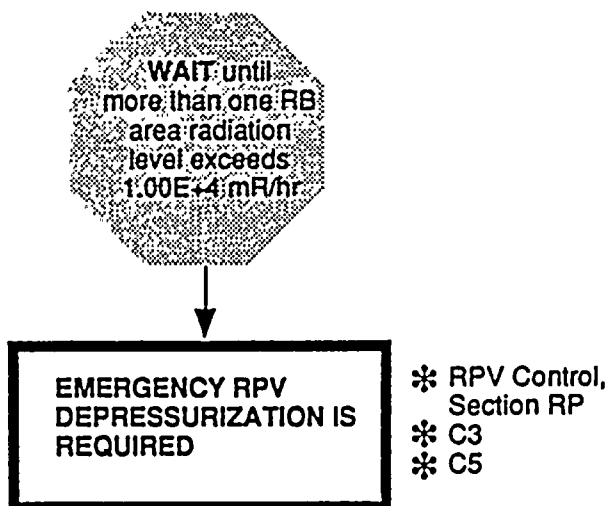 WAIT until
more than one RB
area radiation
level exceeds
1.00E+4 mR/hr
EMERGENCY RPV
DEPRESSURIZATION IS
REQUIRED
✻ RPV Control,
Section RP
✻ C3
✻ C5